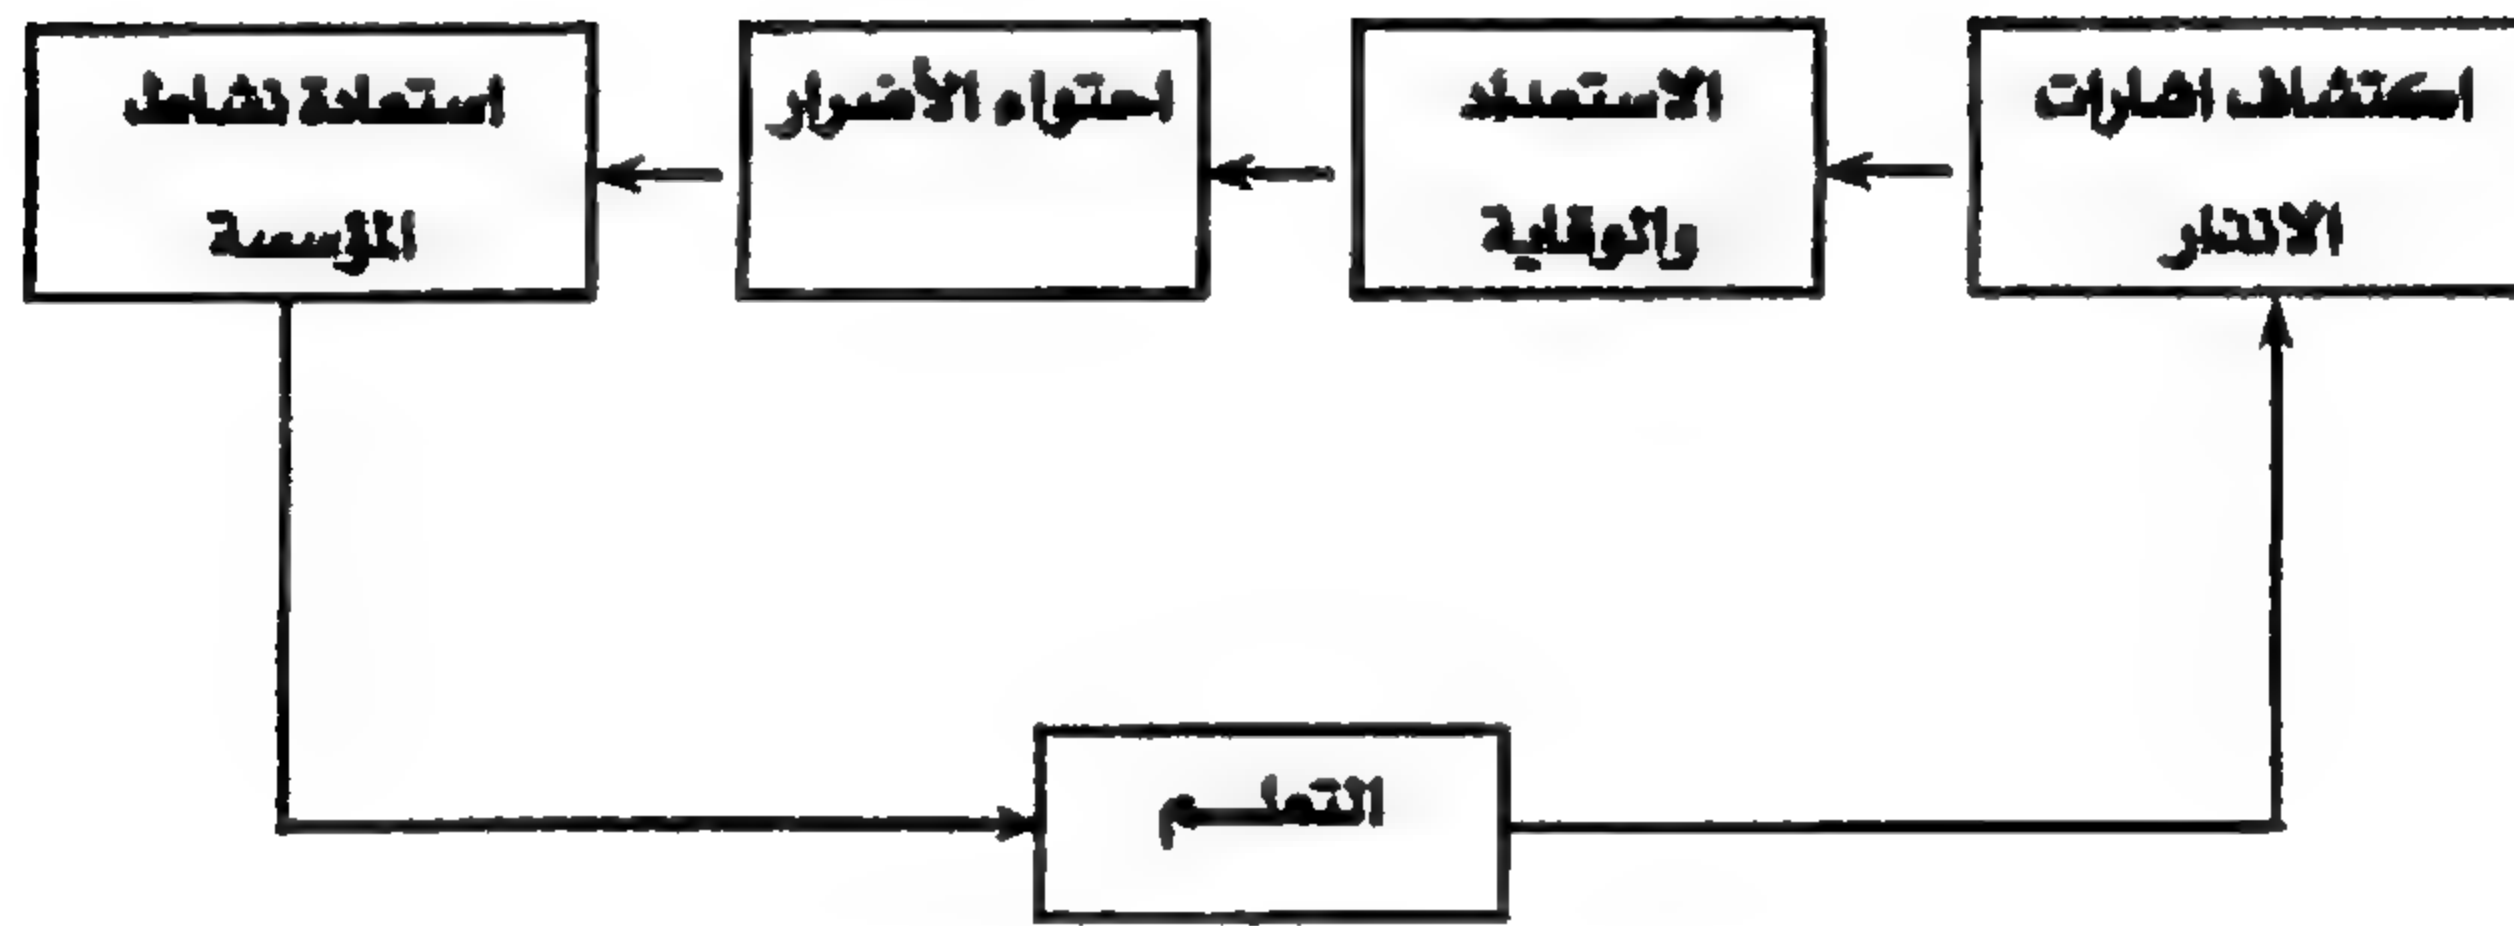 اكتشاف اشارات
الانذار
الاستعداد
والوقاية
احتواء الأضرار
استعادة نشاط
المؤسسة
التعلــم